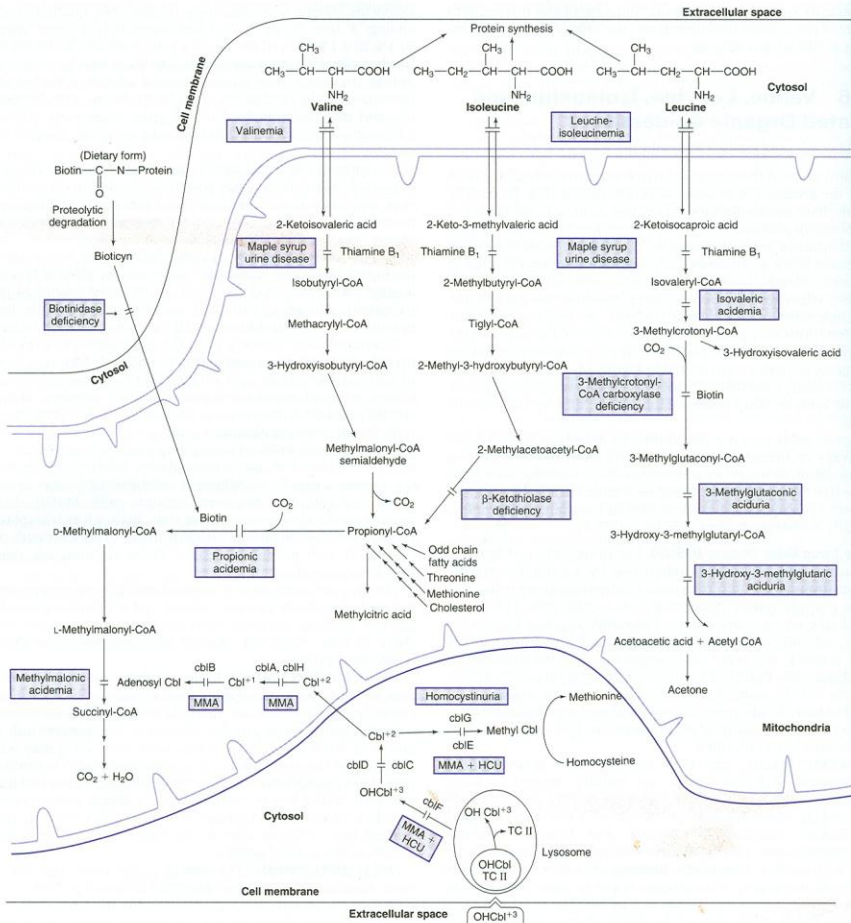 Extracellular space
Protein synthesis
Cell membrane
CH₃
CH₃—CH—CH—COOH
NH₂
Valine
CH₃
CH₃—CH₂—CH—CH—COOH
NH₂
Isoleucine
CH₃
CH₃—CH—CH₂—CH—COOH
NH₂
Leucine
Cytosol
Valinemia
Leucine-
isoleucinemia
(Dietary form)
Biotin—C—N—Protein
O
Proteolytic
degradation
Bioticyn
Biotinidase
deficiency
Cytosol
2-Ketoisovaleric acid
Maple syrup
urine disease
Thiamine B₁
Isobutyryl-CoA
Methacrylyl-CoA
3-Hydroxyisobutyryl-CoA
Methylmalonyl-CoA
semialdehyde
CO₂
2-Keto-3-methylvaleric acid
Thiamine B₁
2-Methylbutyryl-CoA
Tiglyl-CoA
2-Methyl-3-hydroxybutyryl-CoA
2-Methylacetoacetyl-CoA
β-Ketothiolase
deficiency
Maple syrup
urine disease
2-Ketoisocaproic acid
Thiamine B₁
Isovaleryl-CoA
Isovaleric
acidemia
3-Methylcrotonyl-CoA
CO₂
3-Hydroxyisovaleric acid
3-Methylcrotonyl-
CoA carboxylase
deficiency
Biotin
3-Methylglutaconyl-CoA
3-Methylglutaconic
aciduria
3-Hydroxy-3-methylglutaryl-CoA
3-Hydroxy-3-methylglutaric
aciduria
Acetoacetic acid + Acetyl CoA
Acetone
Mitochondria
Biotin
CO₂
D-Methylmalonyl-CoA
Propionyl-CoA
Propionic
acidemia
Odd chain
fatty acids
Threonine
Methionine
Cholesterol
Methylcitric acid
L-Methylmalonyl-CoA
Methylmalonic
acidemia
Succinyl-CoA
CO₂ + H₂O
cblB
cblA, cblH
Adenosyl Cbl
Cbl⁺¹
Cbl⁺²
MMA
MMA
Homocystinuria
Methionine
Cbl⁺²
cblG
cblE
Methyl Cbl
MMA + HCU
Homocysteine
cblD
cblC
OHCbl⁺³
cblF
MMA +
HCU
OH Cbl⁺³
TC II
OHCbl
TC II
Lysosome
Cytosol
Cell membrane
Extracellular space
OHCbl⁺³